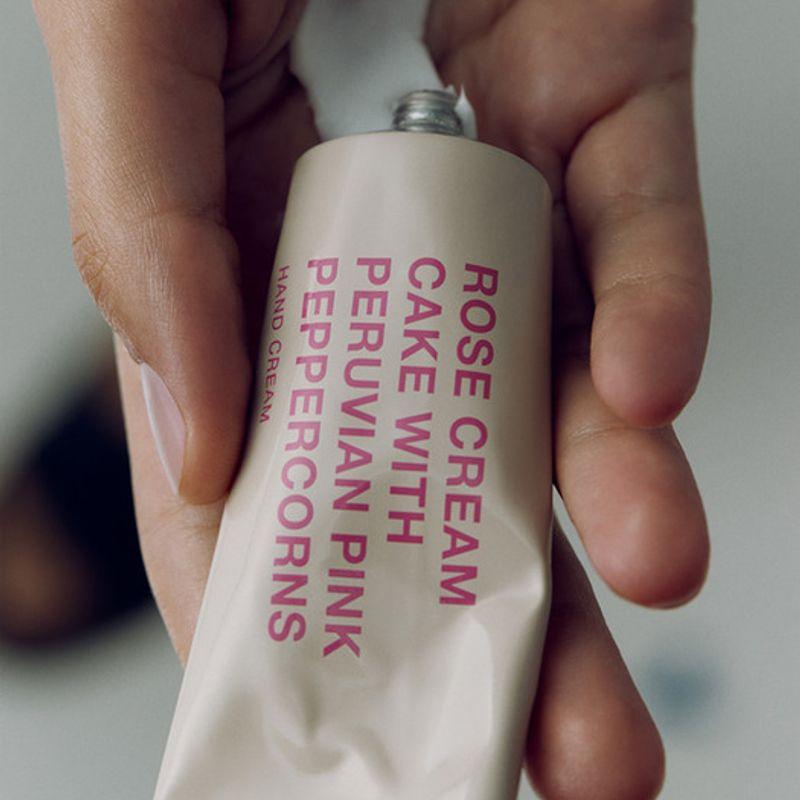 ROSE CREAM
CAKE WITH
PERUVIAN PINK
PEPPERCORNS
HAND CREAM